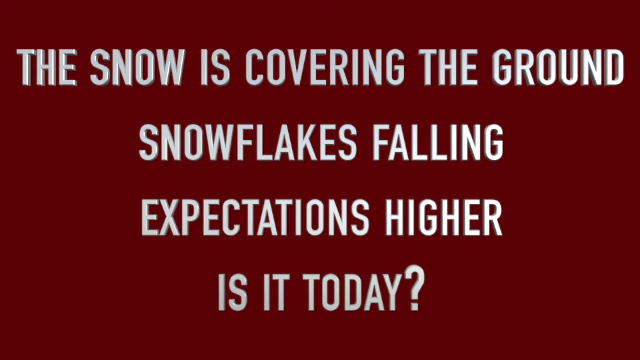 THE SNOW IS COVERING THE GROUND
SNOWFLAKES FALLING
EXPECTATIONS HIGHER
IS IT TODAY?